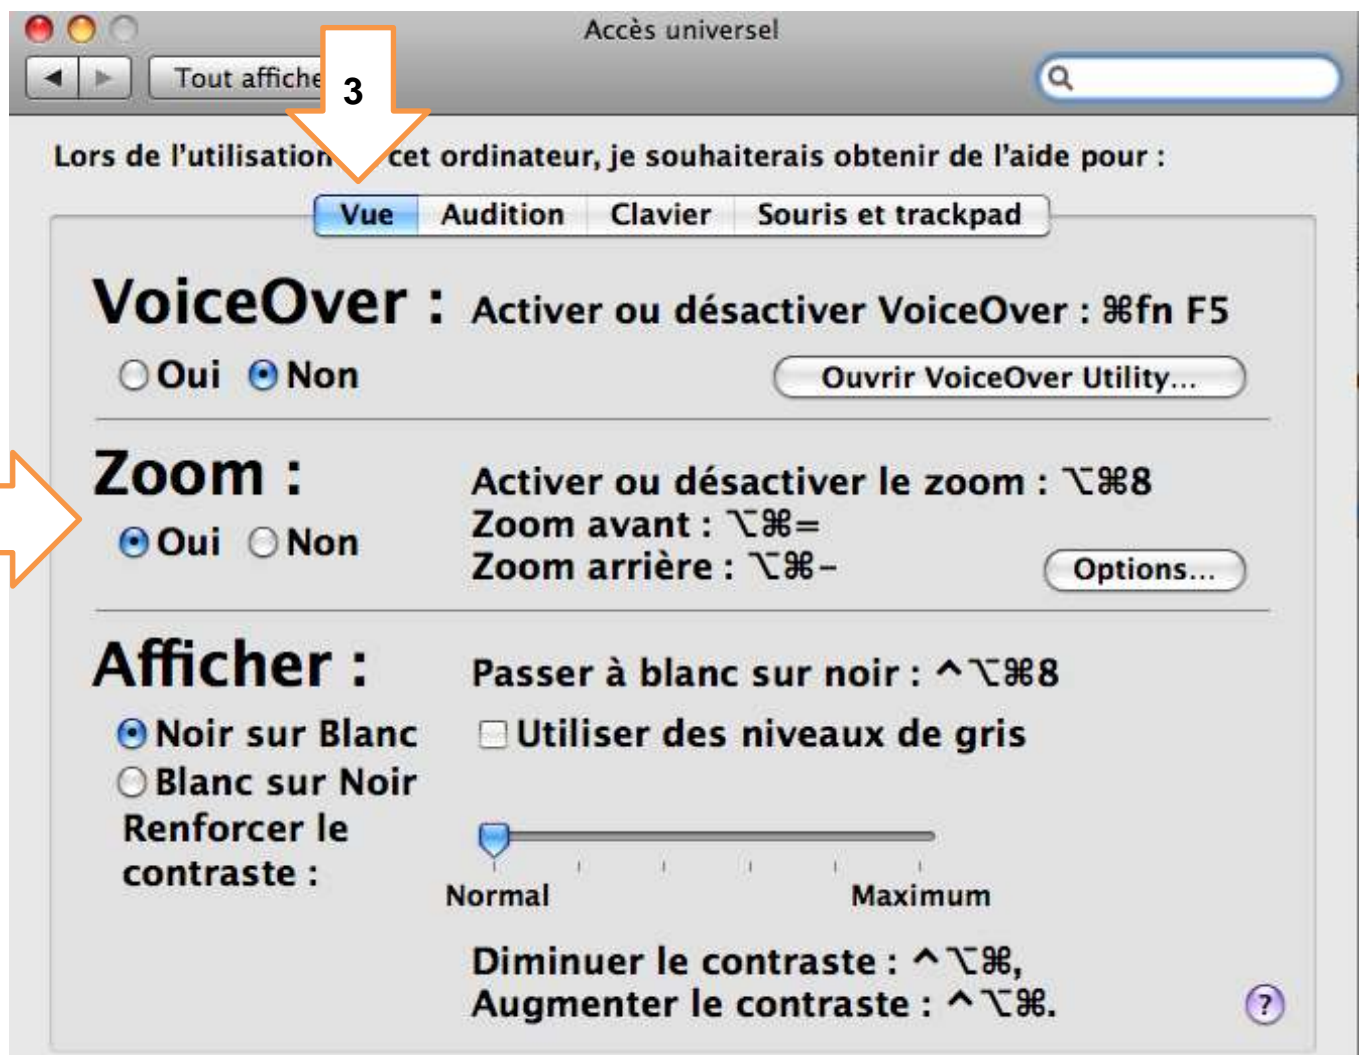 Accès universel
Tout affiche
3
Lors de l'utilisation cet ordinateur, je souhaiterais obtenir de l'aide pour :
Vue Audition Clavier Souris et trackpad
VoiceOver : Activer ou désactiver VoiceOver : ⌘fn F5
Oui Non Ouvrir VoiceOver Utility...
Zoom : Activer ou désactiver le zoom : ⌥⌘8
Zoom avant : ⌥⌘=
Oui Non
Zoom arrière : ⌥⌘-
Options...
Afficher : Passer à blanc sur noir : ^⌥⌘8
Noir sur Blanc Utiliser des niveaux de gris
Blanc sur Noir
Renforcer le
contraste :
Normal Maximum
Diminuer le contraste : ^⌥⌘,
Augmenter le contraste : ^⌥⌘.
?